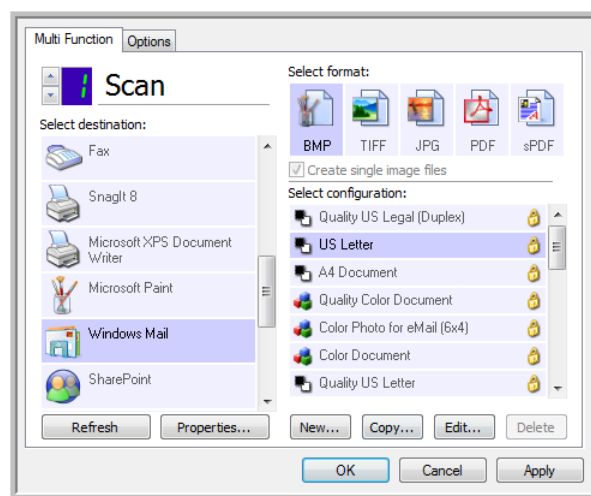 Multi Function
Options
1
Scan
Select destination:
Fax
SnagIt 8
Microsoft XPS Document
Writer
Microsoft Paint
Windows Mail
SharePoint
Refresh
Properties...
Select format:
BMP
TIFF
JPG
PDF
sPDF
Create single image files
Select configuration:
Quality US Legal (Duplex)
US Letter
A4 Document
Quality Color Document
Color Photo for eMail (6x4)
Color Document
Quality US Letter
New...
Copy...
Edit...
Delete
OK
Cancel
Apply